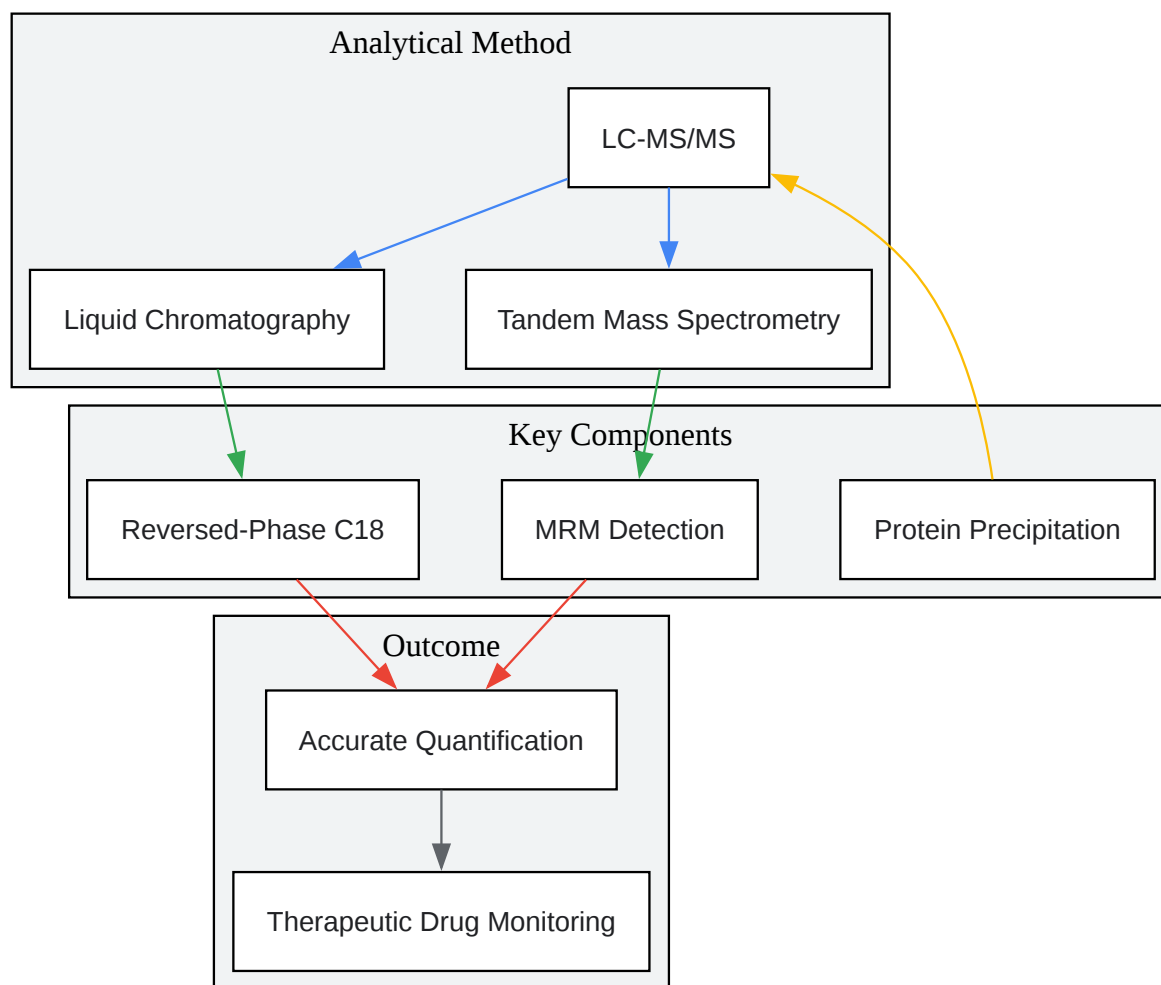 Analytical Method
LC-MS/MS
Liquid Chromatography
Tandem Mass Spectrometry
Key Components
Reversed-Phase C18
MRM Detection
Protein Precipitation
Outcome
Accurate Quantification
Therapeutic Drug Monitoring